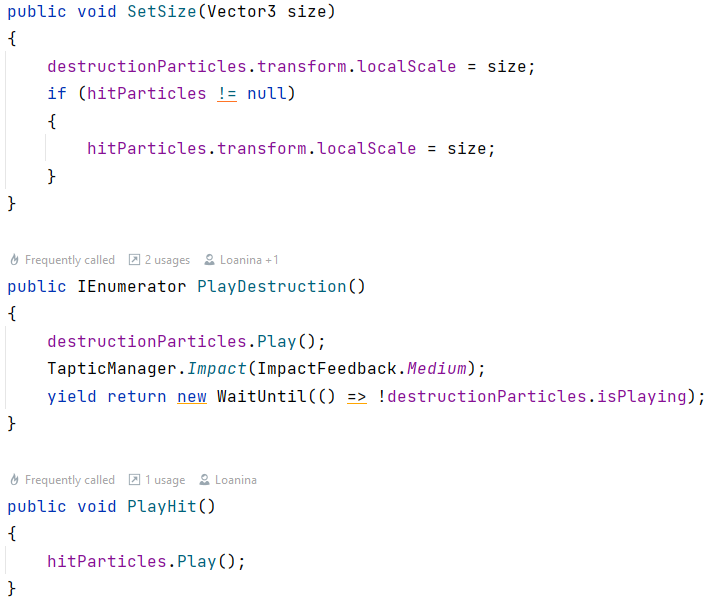 public void SetSize(Vector3 size)
{
    destructionParticles.transform.localScale = size;
    if (hitParticles != null)
    {
        hitParticles.transform.localScale = size;
    }
}
Frequently called 2 usages Loanina +1
public IEnumerator PlayDestruction()
{
    destructionParticles.Play();
    TapticManager.Impact(ImpactFeedback.Medium);
    yield return new WaitUntil(() => !destructionParticles.isPlaying);
}
Frequently called 1 usage Loanina
public void PlayHit()
{
    hitParticles.Play();
}